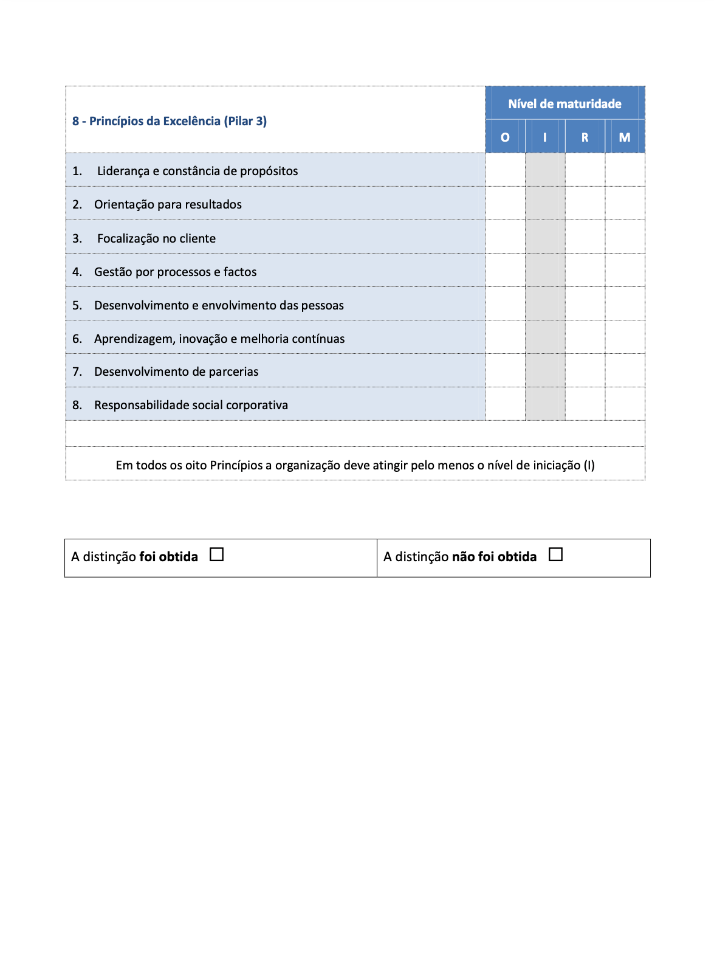 8 - Princípios da Excelência (Pilar 3)
Nível de maturidade
O I R M
1. Liderança e constância de propósitos
2. Orientação para resultados
3. Focalização no cliente
4. Gestão por processos e factos
5. Desenvolvimento e envolvimento das pessoas
6. Aprendizagem, inovação e melhoria contínuas
7. Desenvolvimento de parcerias
8. Responsabilidade social corporativa
Em todos os oito Princípios a organização deve atingir pelo menos o nível de iniciação (I)
A distinção foi obtida ☐ A distinção não foi obtida ☐